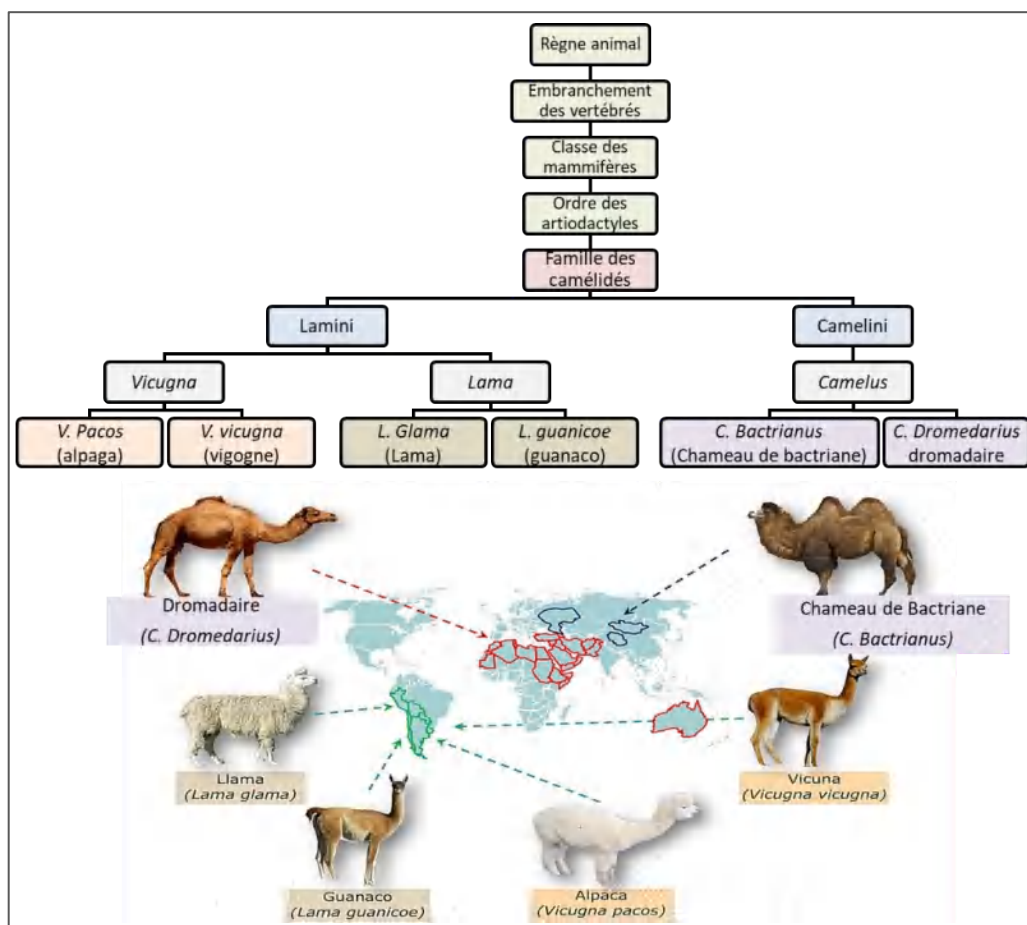 Règne animal
Embranchement
des vertébrés
Classe des
mammifères
Ordre des
artiodactyles
Famille des
camélidés
Lamini
Camelini
Vicugna
Lama
Camelus
V. Pacos
(alpaga)
V. vicugna
(vigogne)
L. Glama
(Lama)
L. guanicoe
(guanaco)
C. Bactrianus
(Chameau de bactriane)
C. Dromedarius
dromadaire
Dromadaire
(C. Dromedarius)
Chameau de Bactriane
(C. Bactrianus)
Llama
(Lama glama)
Vicuna
(Vicugna vicugna)
Guanaco
(Lama guanicoe)
Alpaca
(Vicugna pacos)